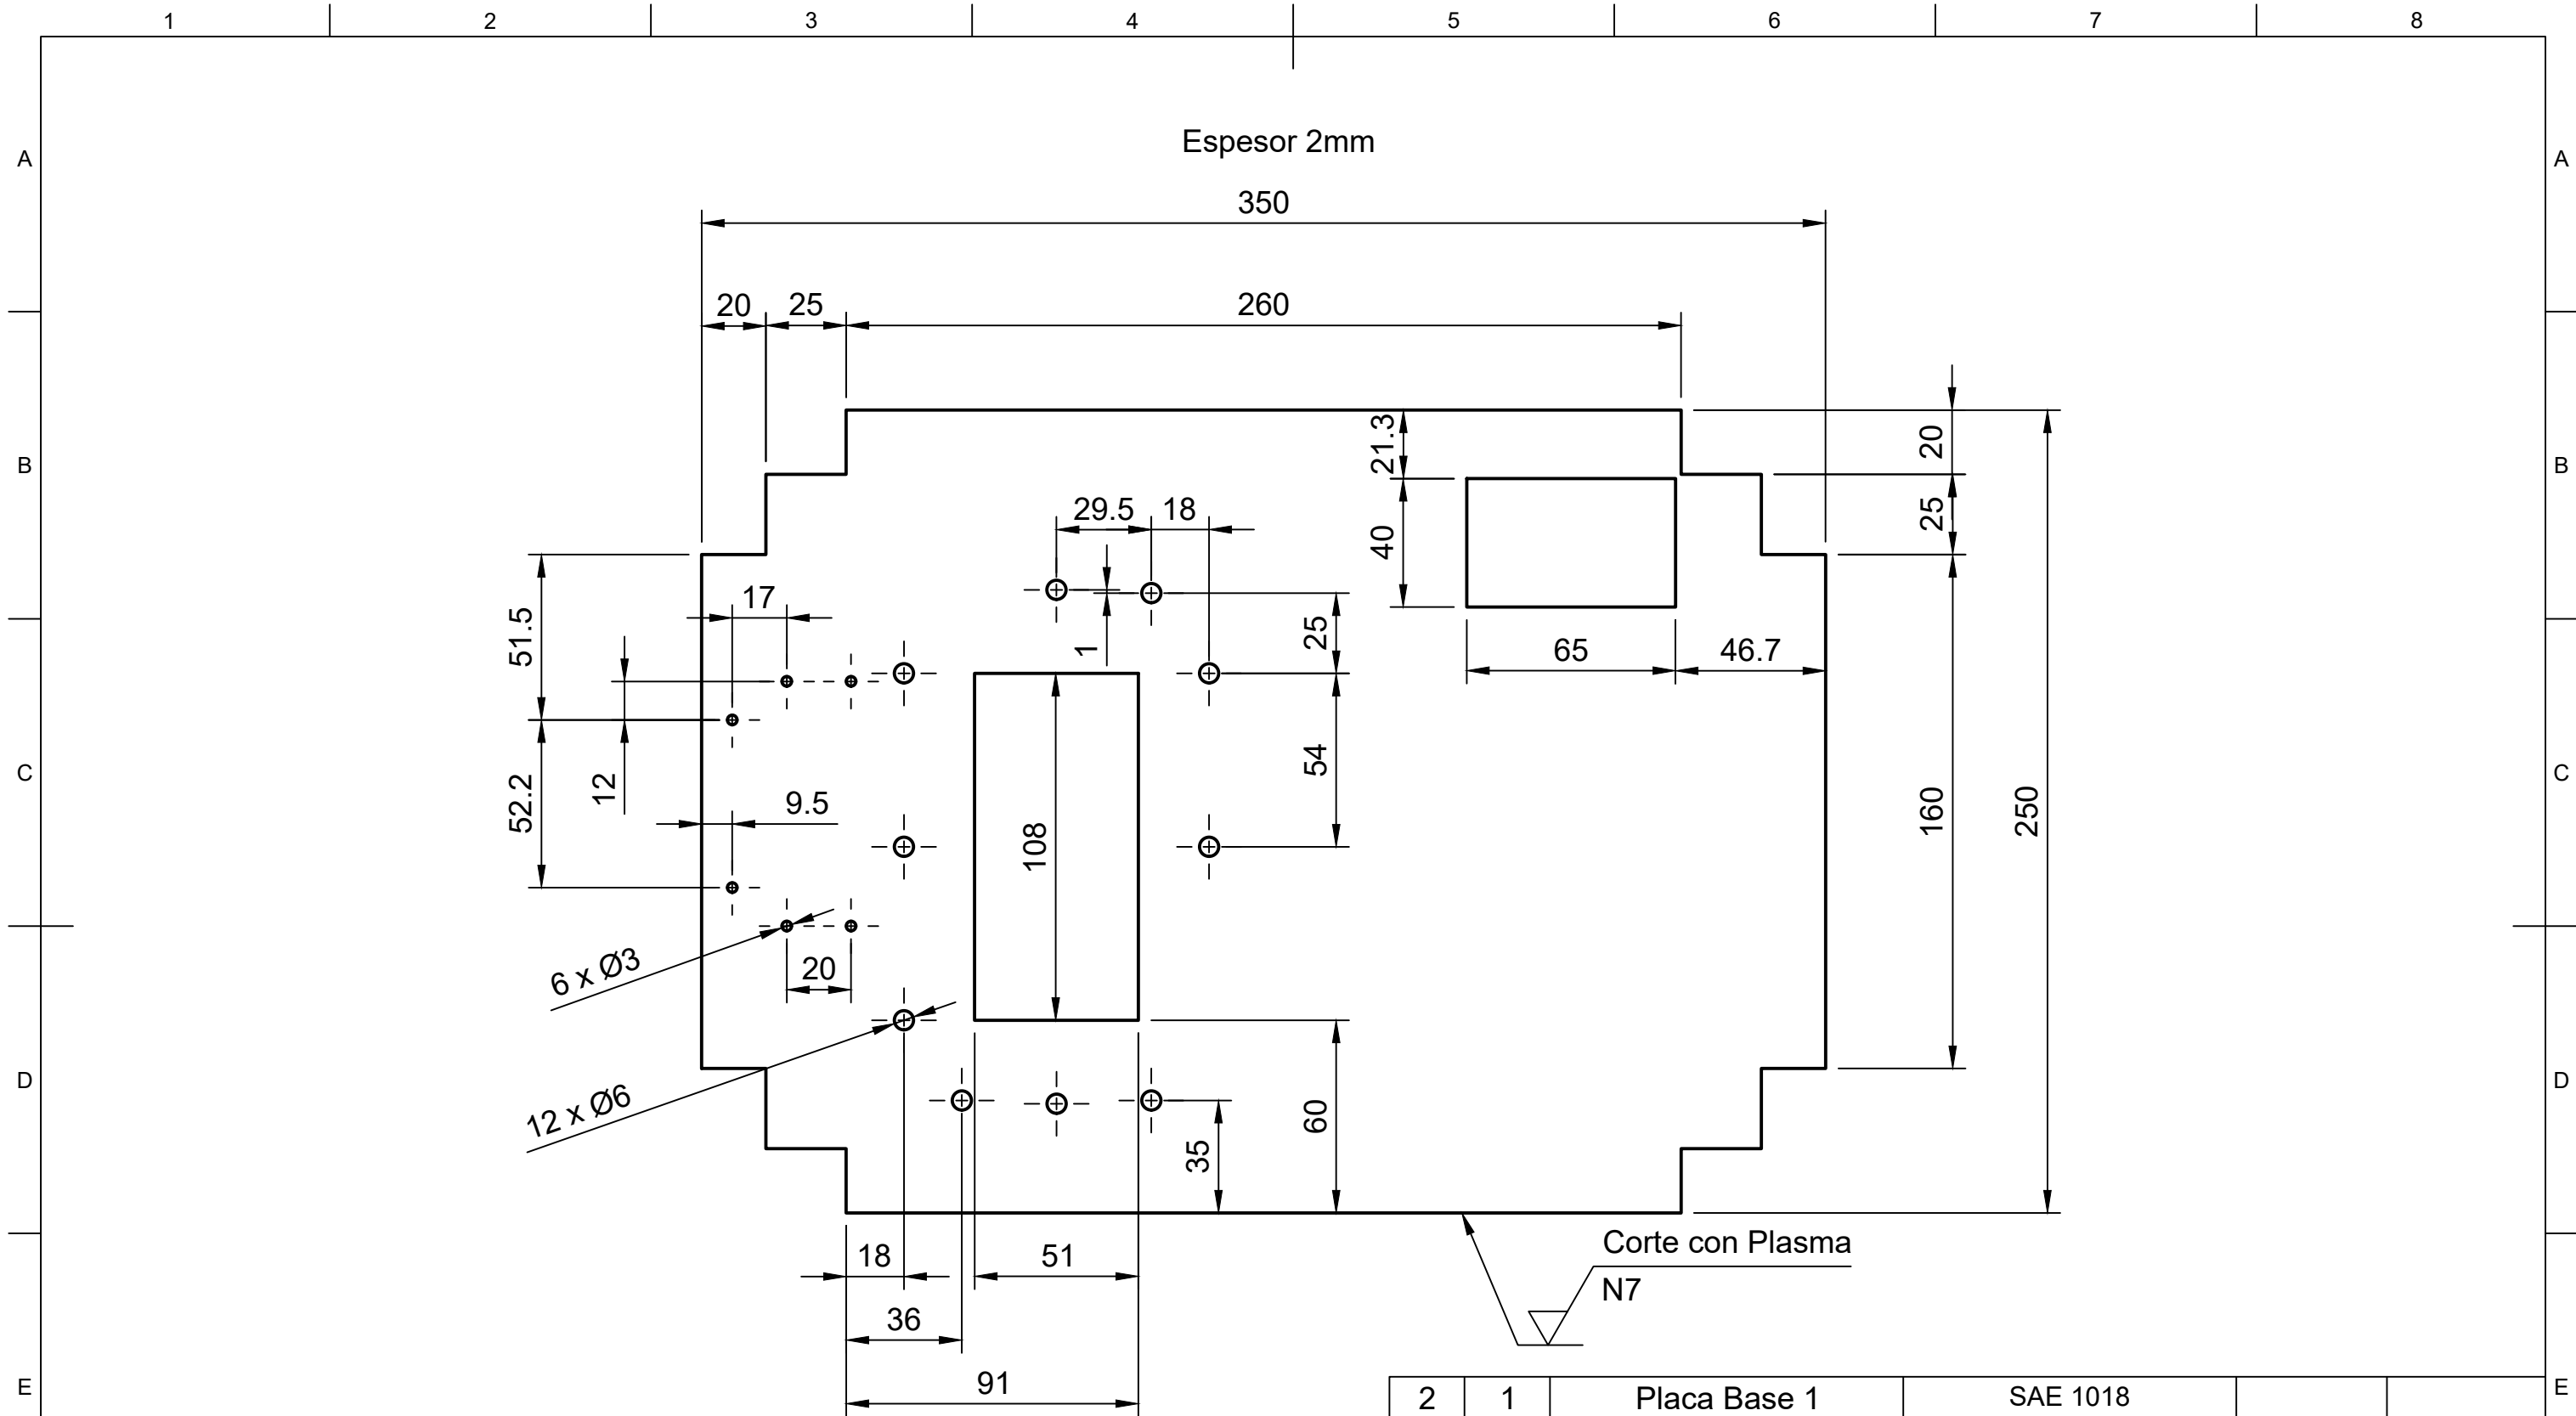 1 2 3 4 5 6 7 8
A A
Espesor 2mm
350
20 25 260
B B
21.3
20
29.5 18
25
40
17
51.5
25
1
65 46.7
C C
54
12
52.2
9.5
108
160
250
6 x Ø3
20
D D
12 x Ø6
60
35
Corte con Plasma
18 51
N7
36
91
E E
2 1 Placa Base 1 SAE 1018